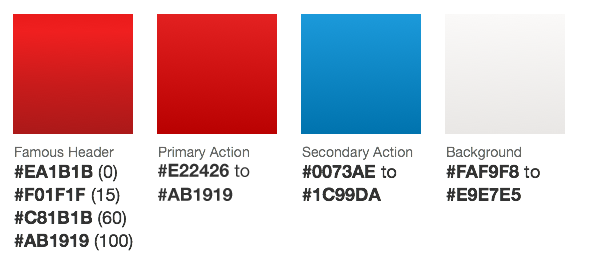 Famous Header
#EA1B1B (0)
#F01F1F (15)
#C81B1B (60)
#AB1919 (100)
Primary Action
#E22426 to
#AB1919
Secondary Action
#0073AE to
#1C99DA
Background
#FAF9F8 to
#E9E7E5